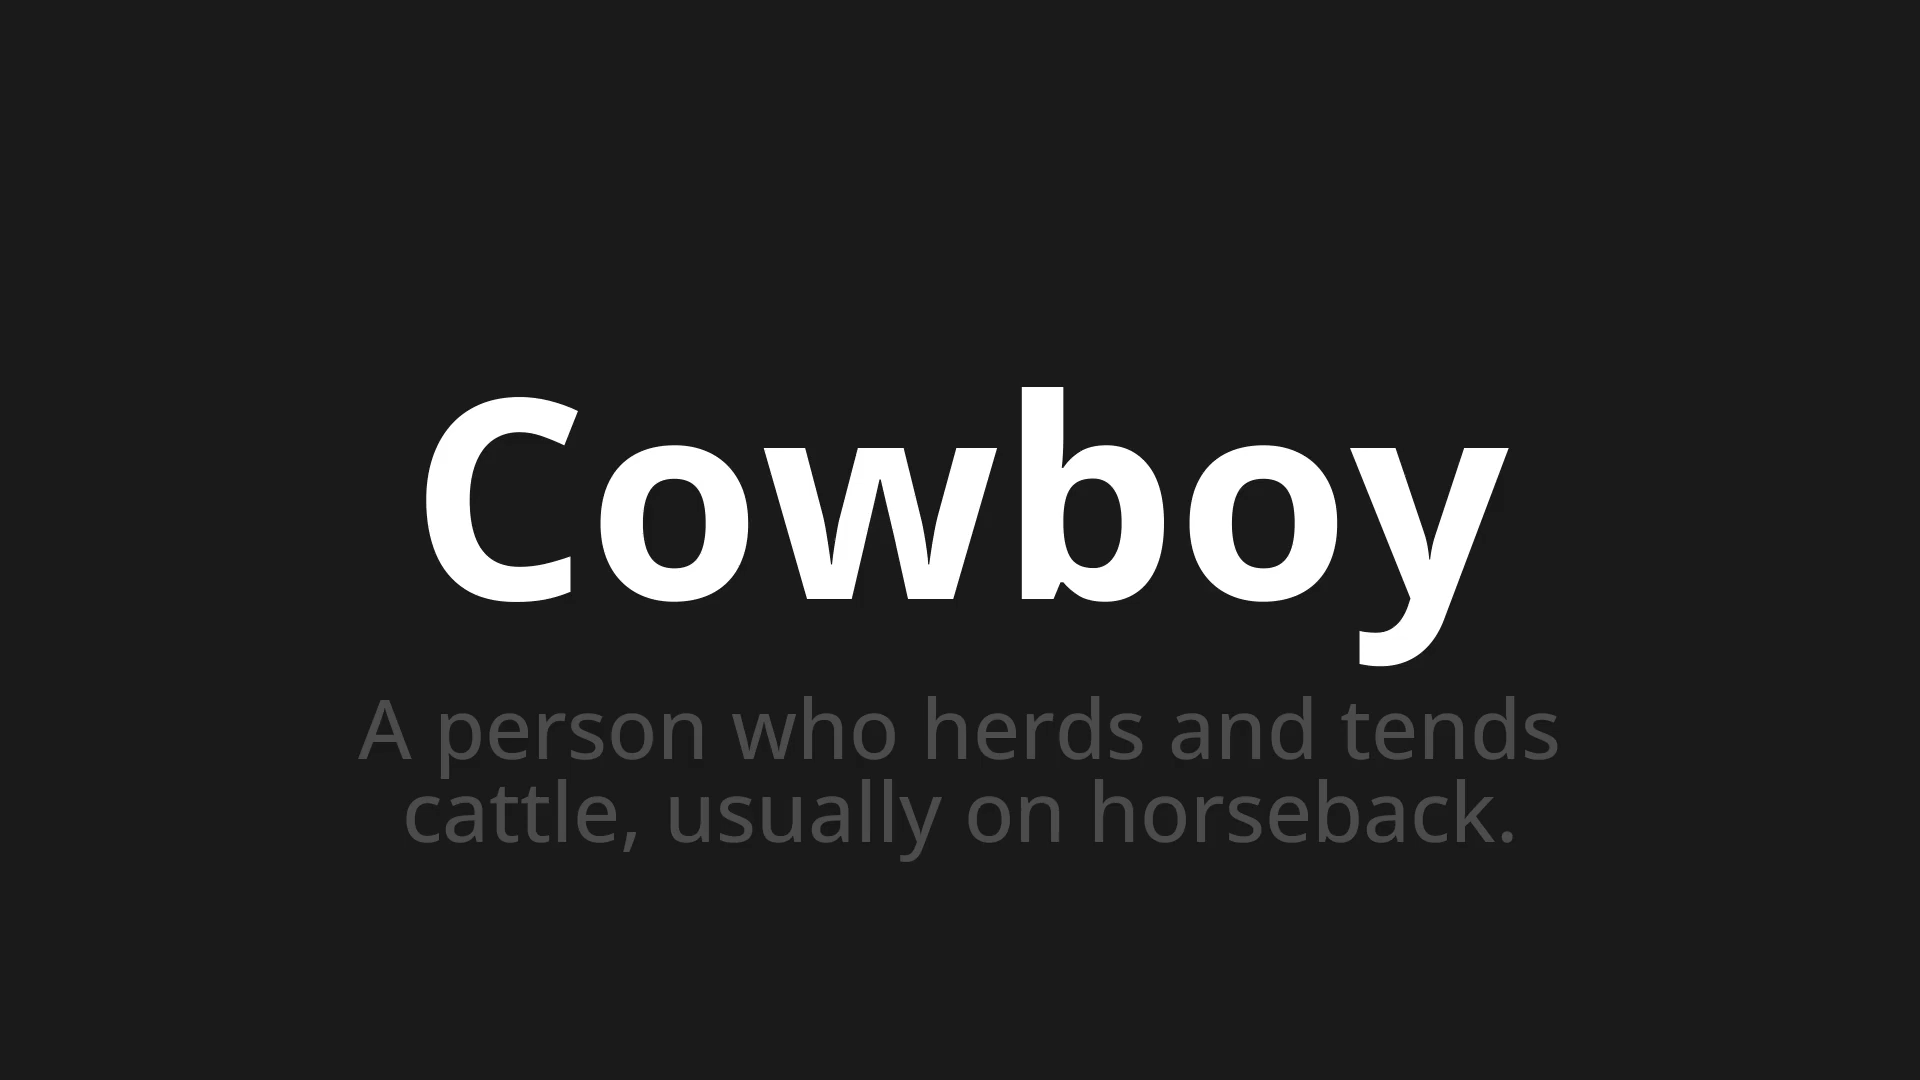 Cowboy
A person who herds and tends
cattle, usually on horseback.